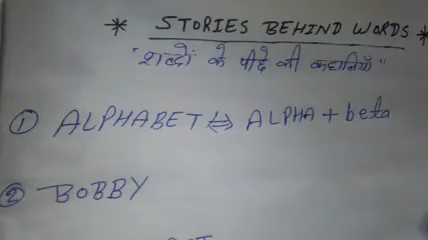 * STORIES BEHIND WORDS *
"शब्दों के पीछे की कहानियाँ"
① ALPHABET ⇔ ALPHA + beta
② BOBBY